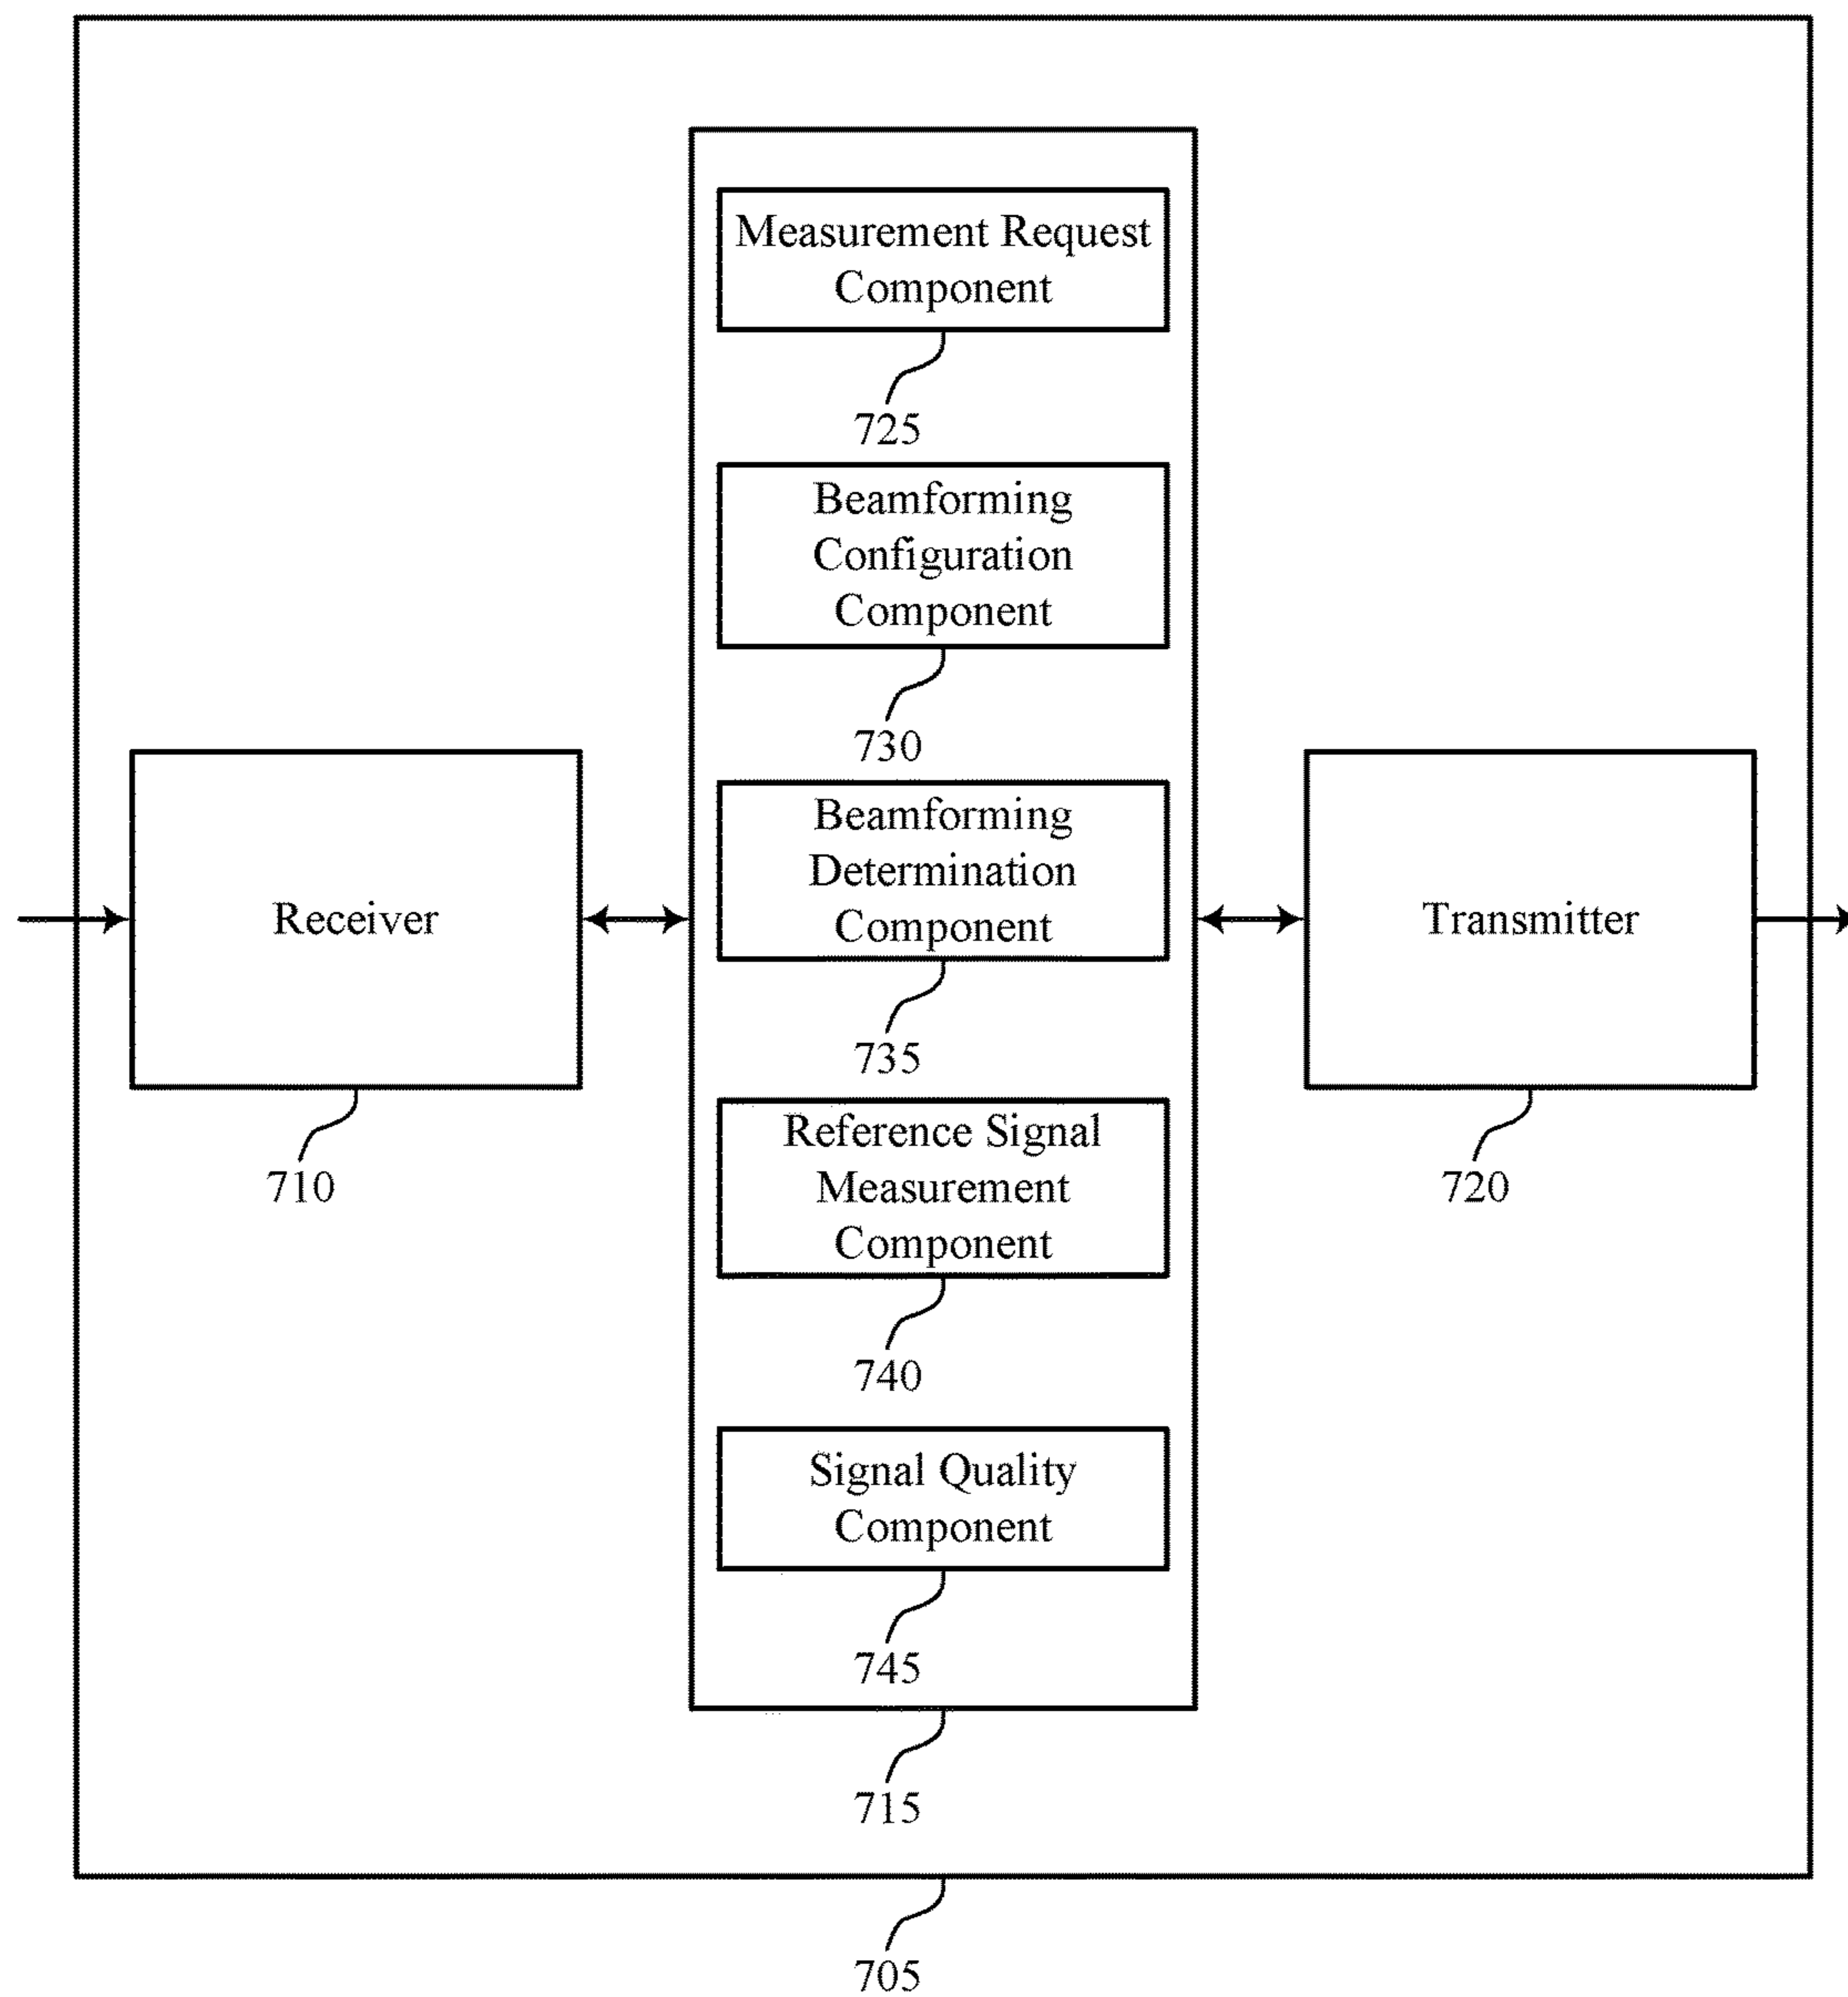 Measurement Request
Component
725
Beamforming
Configuration
Component
730
Beamforming
Determination
Component
735
Receiver
710
Transmitter
720
Reference Signal
Measurement
Component
740
Signal Quality
Component
745
715
705